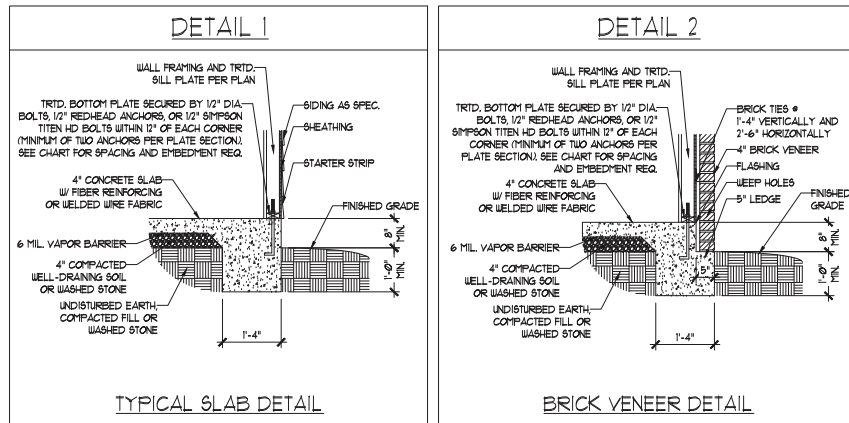 DETAIL 1
WALL FRAMING AND TRTD.
SILL PLATE PER PLAN
TRTD. BOTTOM PLATE SECURED BY 1/2" DIA.
BOLTS, 1/2" REDHEAD ANCHORS, OR 1/2" SIMPSON
TITEN HD BOLTS WITHIN 12" OF EACH CORNER
(MINIMUM OF TWO ANCHORS PER PLATE SECTION).
SEE CHART FOR SPACING AND EMBEDMENT REQ.
SIDING AS SPEC.
SHEATHING
STARTER STRIP
4" CONCRETE SLAB
W/ FIBER REINFORCING
OR WELDED WIRE FABRIC
FINISHED GRADE
6 MIL. VAPOR BARRIER
4" COMPACTED
WELL-DRAINING SOIL
OR WASHED STONE
UNDISTURBED EARTH,
COMPACTED FILL OR
WASHED STONE
8"
MIN.
1'-0"
MIN.
1'-4"
TYPICAL SLAB DETAIL
DETAIL 2
WALL FRAMING AND TRTD.
SILL PLATE PER PLAN
TRTD. BOTTOM PLATE SECURED BY 1/2" DIA.
BOLTS, 1/2" REDHEAD ANCHORS, OR 1/2"
SIMPSON TITEN HD BOLTS WITHIN 12" OF EACH
CORNER (MINIMUM OF TWO ANCHORS PER
PLATE SECTION). SEE CHART FOR SPACING
AND EMBEDMENT REQ.
BRICK TIES @
1'-4" VERTICALLY AND
2'-6" HORIZONTALLY
4" BRICK VENEER
FLASHING
WEEP HOLES
5" LEDGE
4" CONCRETE SLAB
W/ FIBER REINFORCING
OR WELDED WIRE FABRIC
FINISHED
GRADE
6 MIL. VAPOR BARRIER
4" COMPACTED
WELL-DRAINING SOIL
OR WASHED STONE
UNDISTURBED EARTH,
COMPACTED FILL OR
WASHED STONE
8"
MIN.
1'-0"
MIN.
5"
1'-4"
BRICK VENEER DETAIL